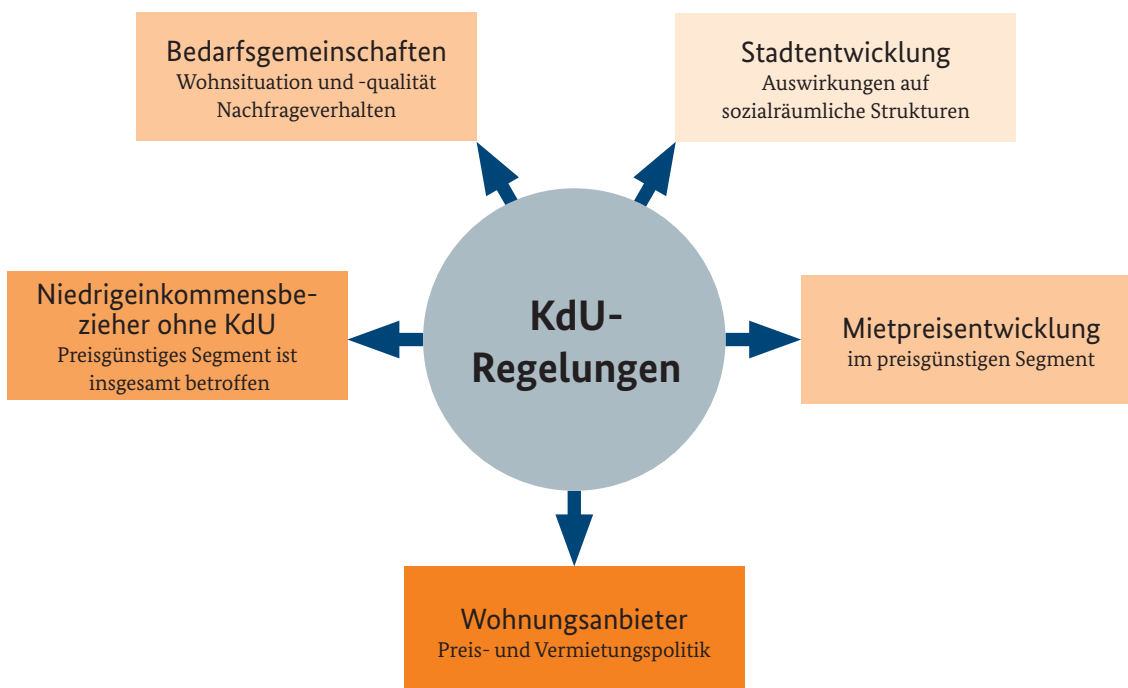 Bedarfsgemeinschaften
Wohnsituation und -qualität
Nachfrageverhalten
Stadtentwicklung
Auswirkungen auf
sozialräumliche Strukturen
Niedrigeinkommensbe-
zieher ohne KdU
Preisgünstiges Segment ist
insgesamt betroffen
KdU-
Regelungen
Mietpreisentwicklung
im preisgünstigen Segment
Wohnungsanbieter
Preis- und Vermietungspolitik